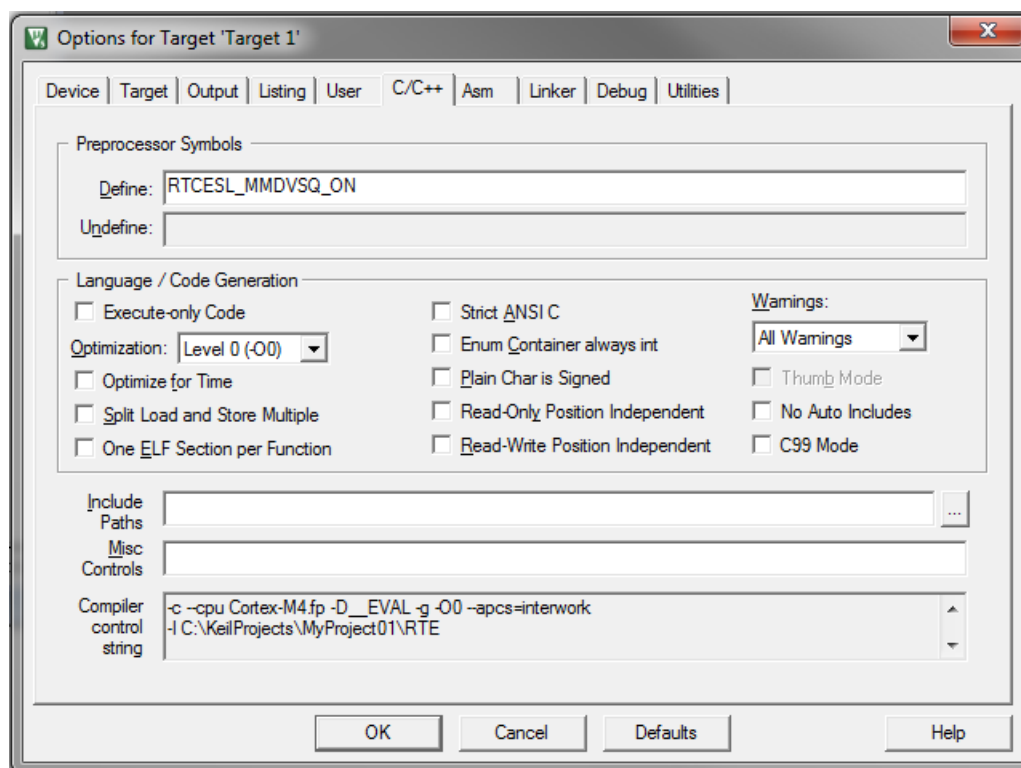 Options for Target 'Target 1'
Device Target Output Listing User C/C++ Asm Linker Debug Utilities
Preprocessor Symbols
Define: RTCESL_MMDVSQ_ON
Undefine:
Language / Code Generation
Execute-only Code
Strict ANSI C
Warnings:
Optimization: Level 0 (-O0)
Enum Container always int
All Warnings
Optimize for Time
Plain Char is Signed
Thumb Mode
Split Load and Store Multiple
Read-Only Position Independent
No Auto Includes
One ELF Section per Function
Read-Write Position Independent
C99 Mode
Include
Paths
...
Misc
Controls
Compiler
control
string
-c --cpu Cortex-M4.fp -D__EVAL -g -O0 --apcs=interwork
-I C:\KeilProjects\MyProject01\RTE
OK Cancel Defaults Help